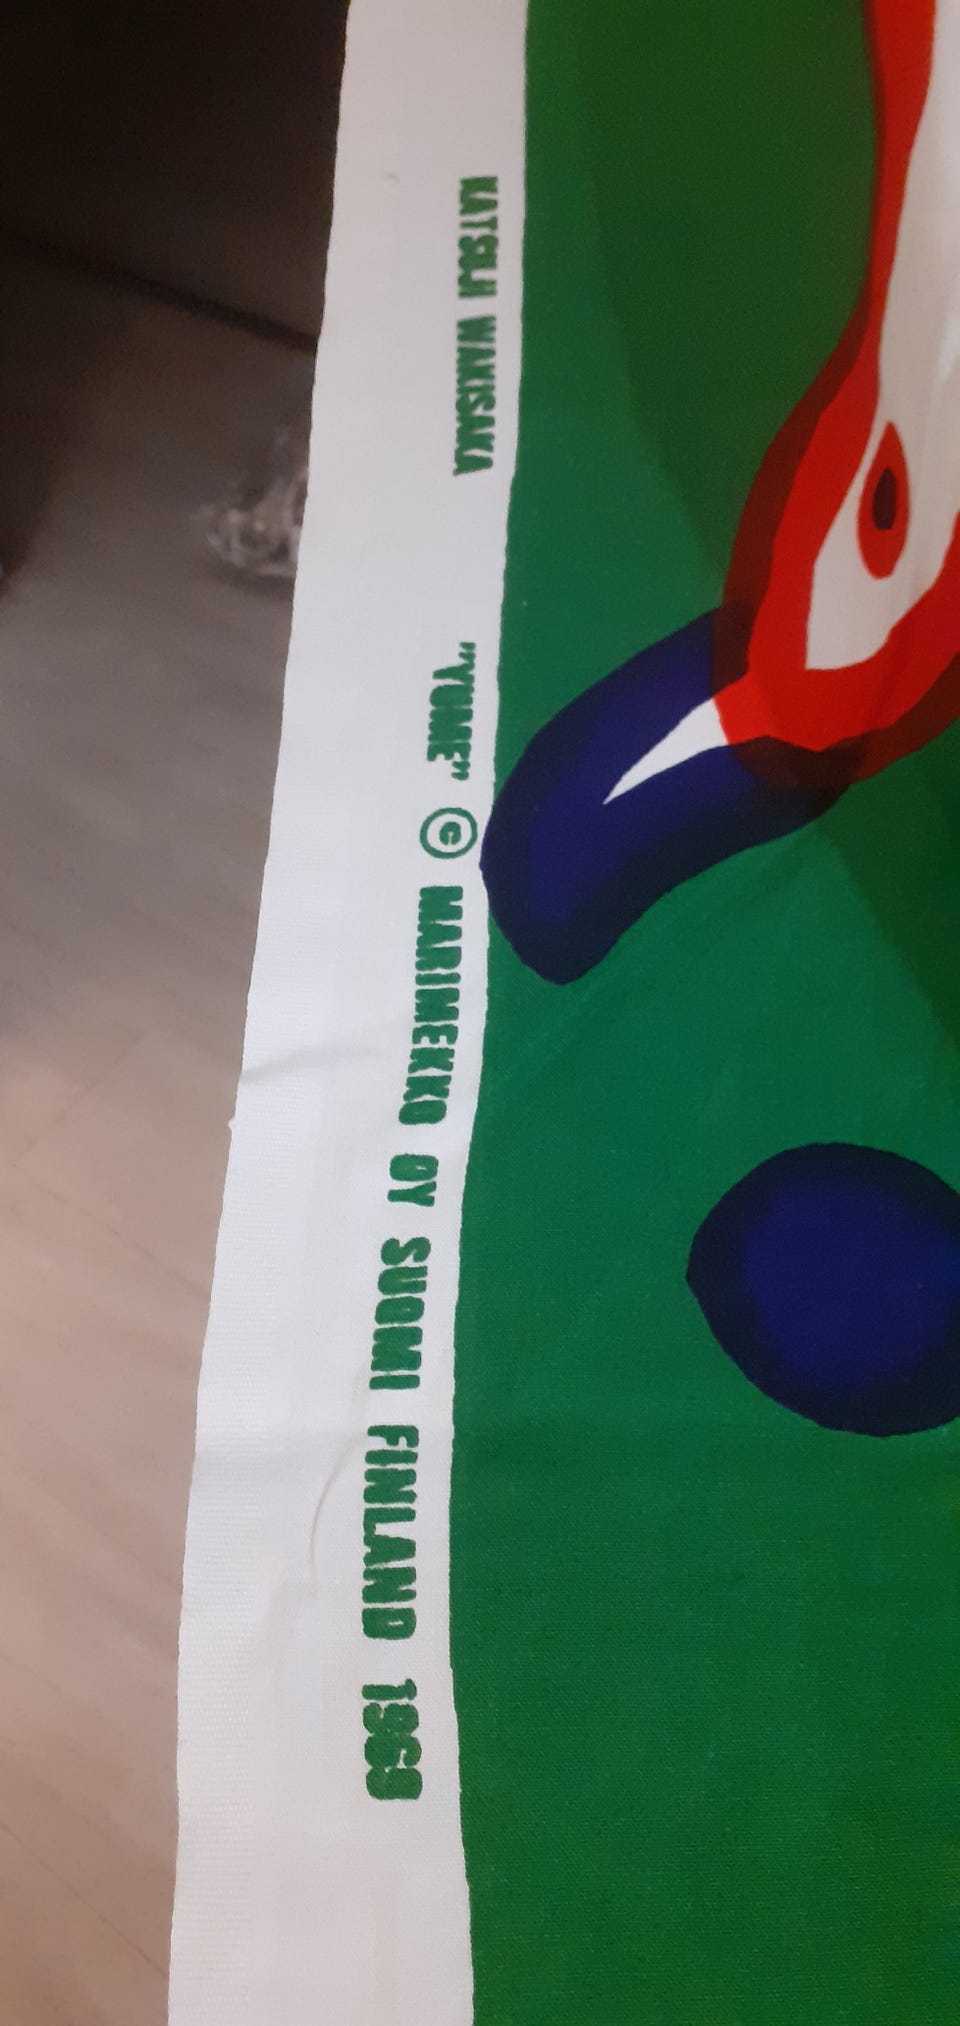 KATSUJI WAKISAKA "YUME" © MARIMEKKO OY SUOMI FINLAND 1969